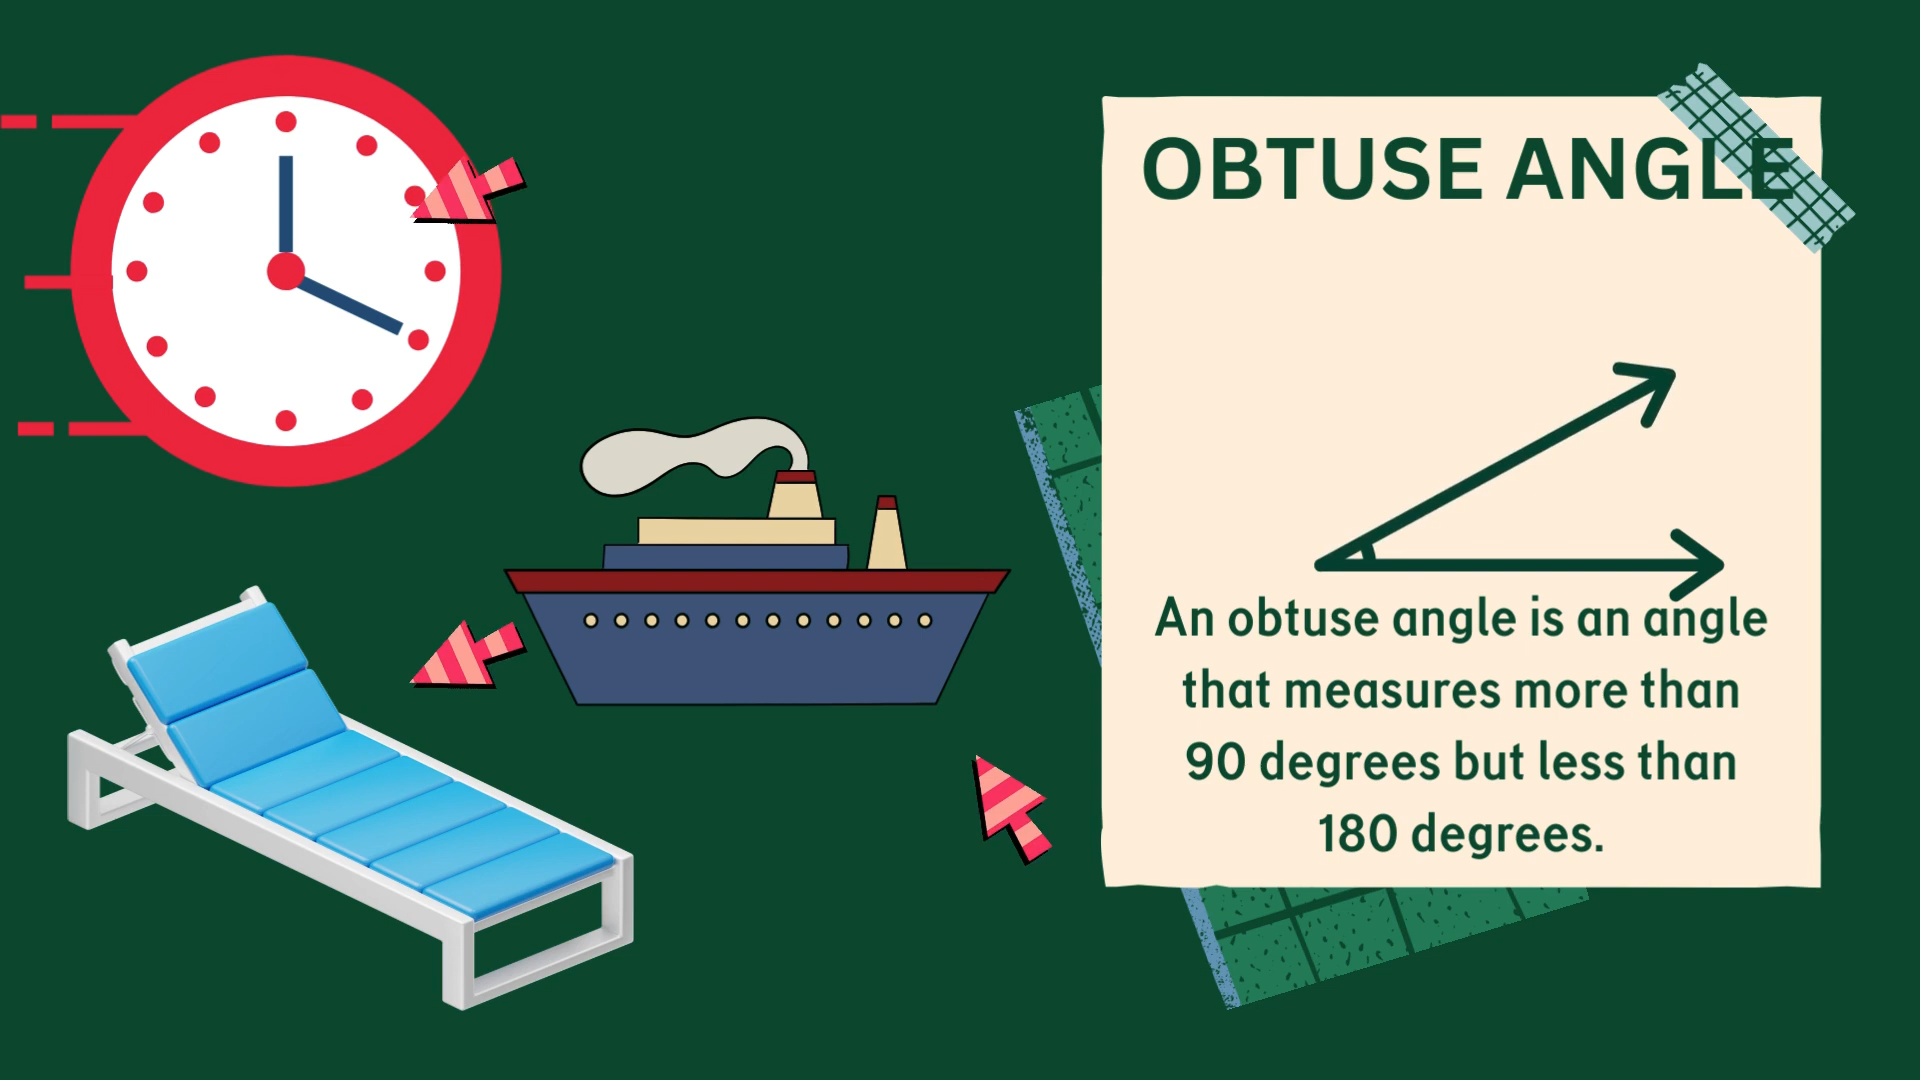 OBTUSE ANGLE
An obtuse angle is an angle
that measures more than
90 degrees but less than
180 degrees.